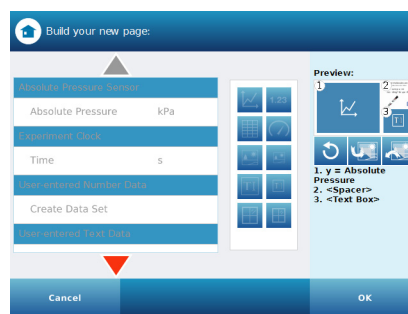 Build your new page:
Absolute Pressure Sensor
Absolute Pressure kPa
Experiment Clock
Time s
User-entered Number Data
Create Data Set
User-entered Text Data
1.23
Preview:
1
2
3
1. y = Absolute
Pressure
2. <Spacer>
3. <Text Box>
Cancel
OK